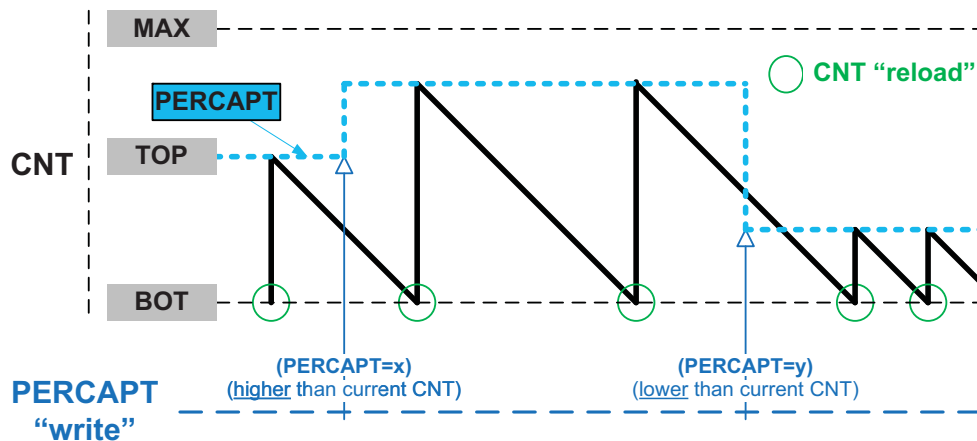 MAX
CNT “reload”
PERCAPT
CNT
TOP
BOT
(PERCAPT=x)
(higher than current CNT)
(PERCAPT=y)
(lower than current CNT)
PERCAPT
“write”